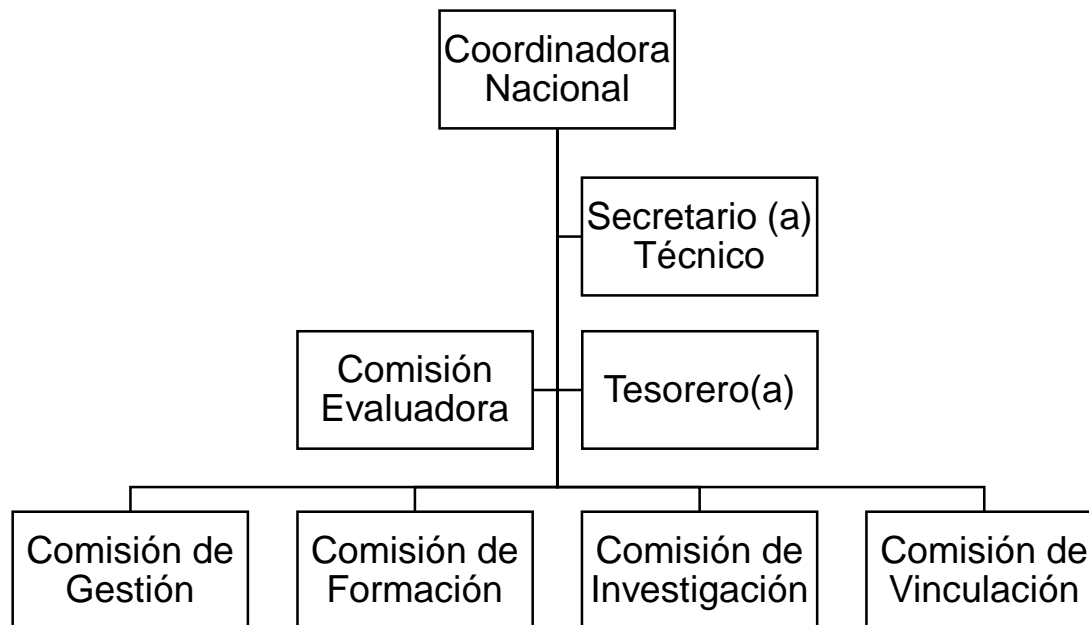 Coordinadora
Nacional
Secretario (a)
Técnico
Comisión
Evaluadora
Tesorero(a)
Comisión de
Gestión
Comisión de
Formación
Comisión de
Investigación
Comisión de
Vinculación